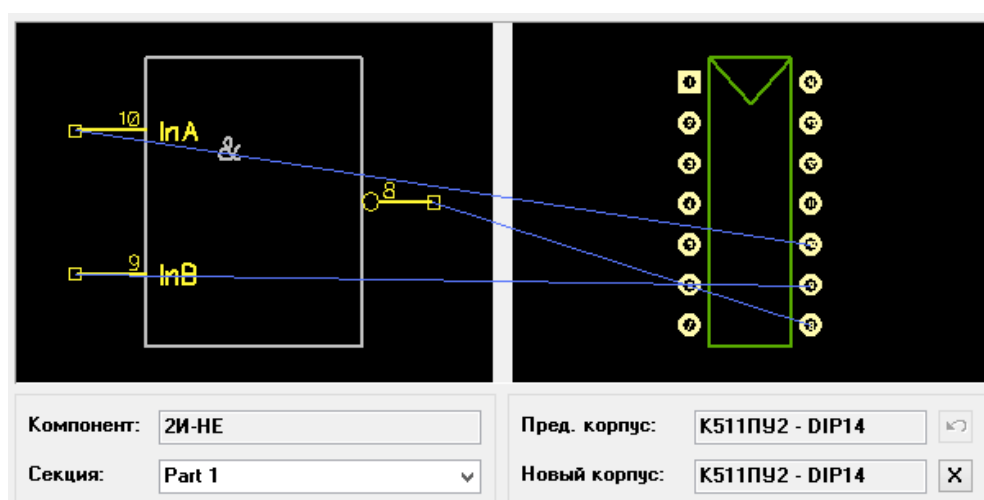 10
InA
&
8
9
InB
Компонент: 2И-НЕ
Пред. корпус: К511ПУ2 - DIP14
Секция: Part 1
Новый корпус: К511ПУ2 - DIP14
X